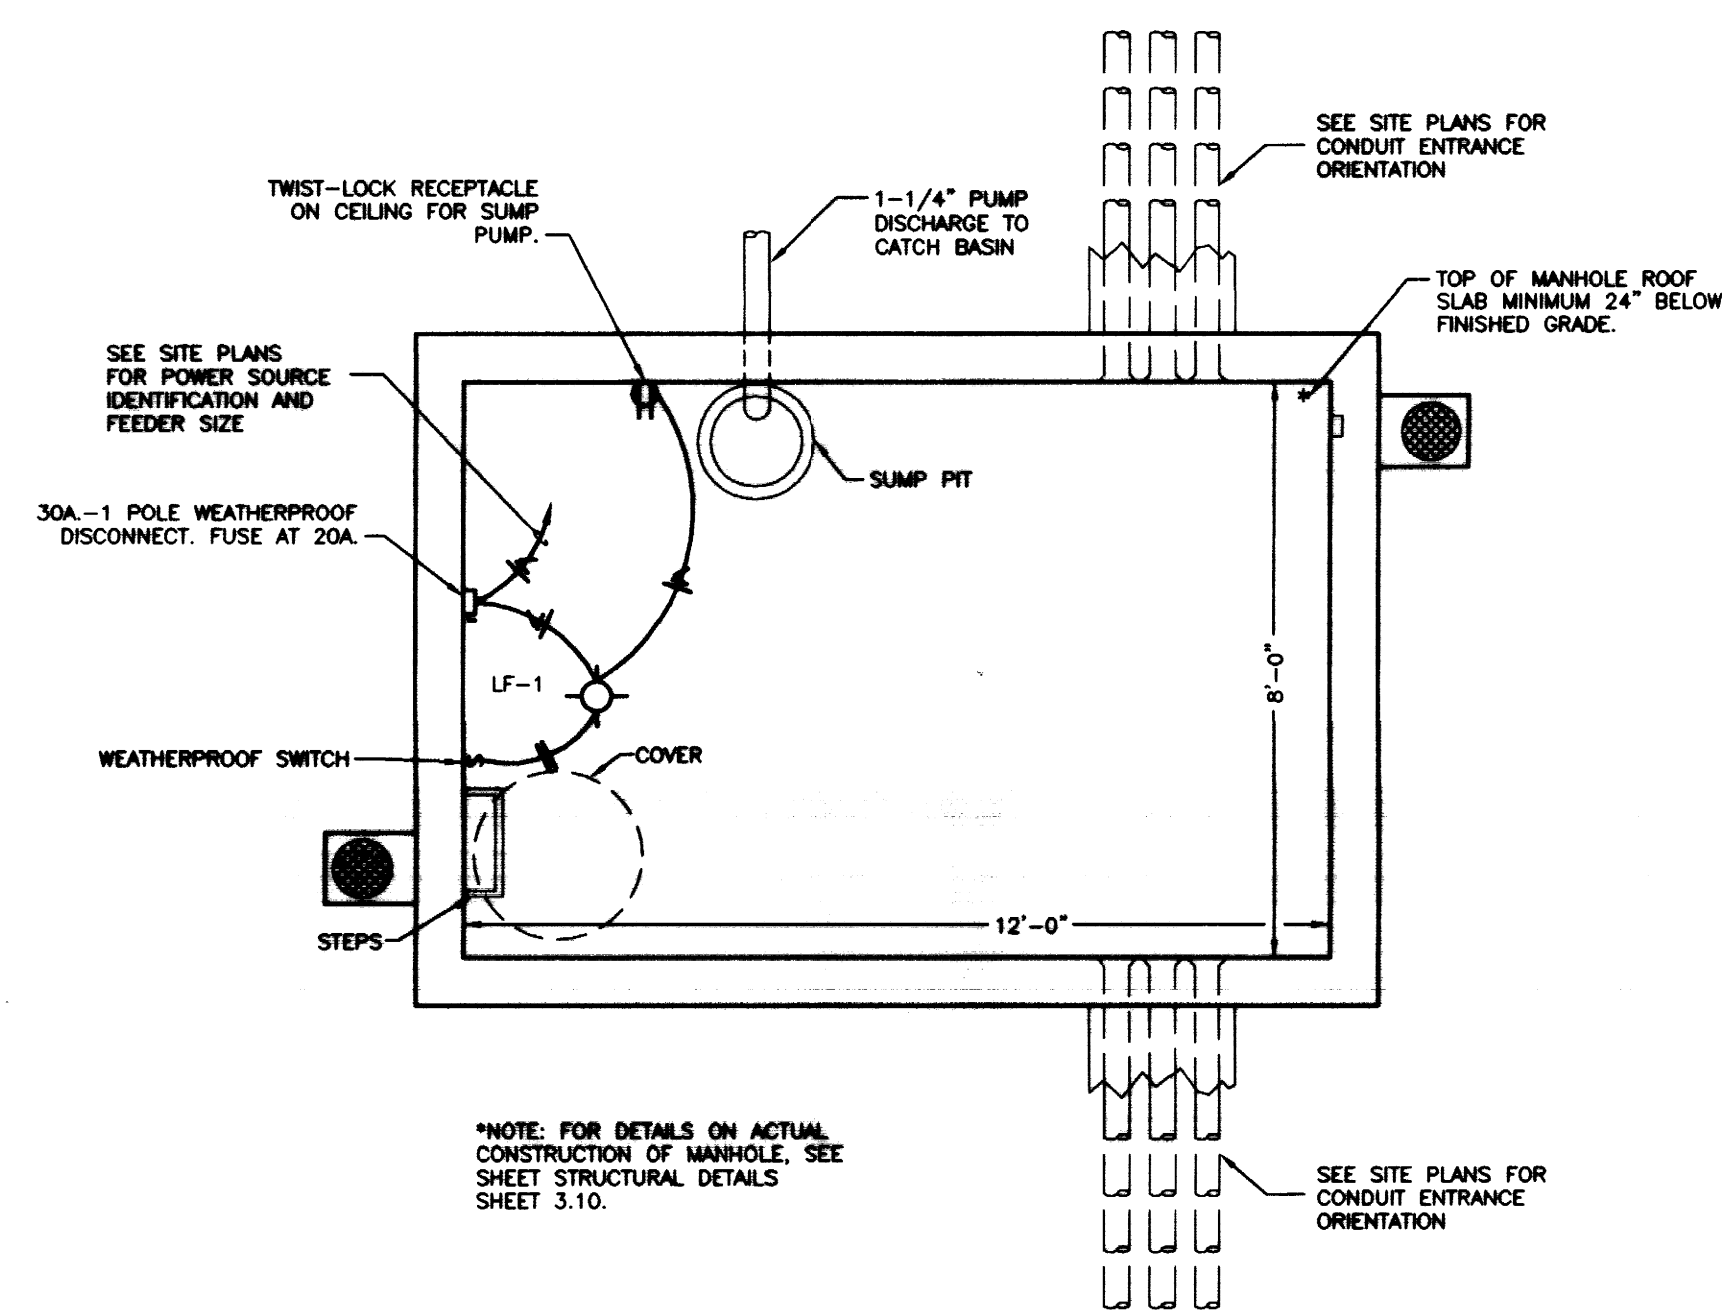 SEE SITE PLANS FOR
CONDUIT ENTRANCE
ORIENTATION
TWIST-LOCK RECEPTACLE
ON CEILING FOR SUMP
PUMP.
1-1/4" PUMP
DISCHARGE TO
CATCH BASIN
TOP OF MANHOLE ROOF
SLAB MINIMUM 24" BELOW
FINISHED GRADE.
SEE SITE PLANS
FOR POWER SOURCE
IDENTIFICATION AND
FEEDER SIZE
*
SUMP PIT
30A.-1 POLE WEATHERPROOF
DISCONNECT. FUSE AT 20A.
LF-1
8'-0"
WEATHERPROOF SWITCH
COVER
12'-0"
STEPS
*NOTE: FOR DETAILS ON ACTUAL
CONSTRUCTION OF MANHOLE, SEE
SHEET STRUCTURAL DETAILS
SHEET 3.10.
SEE SITE PLANS FOR
CONDUIT ENTRANCE
ORIENTATION